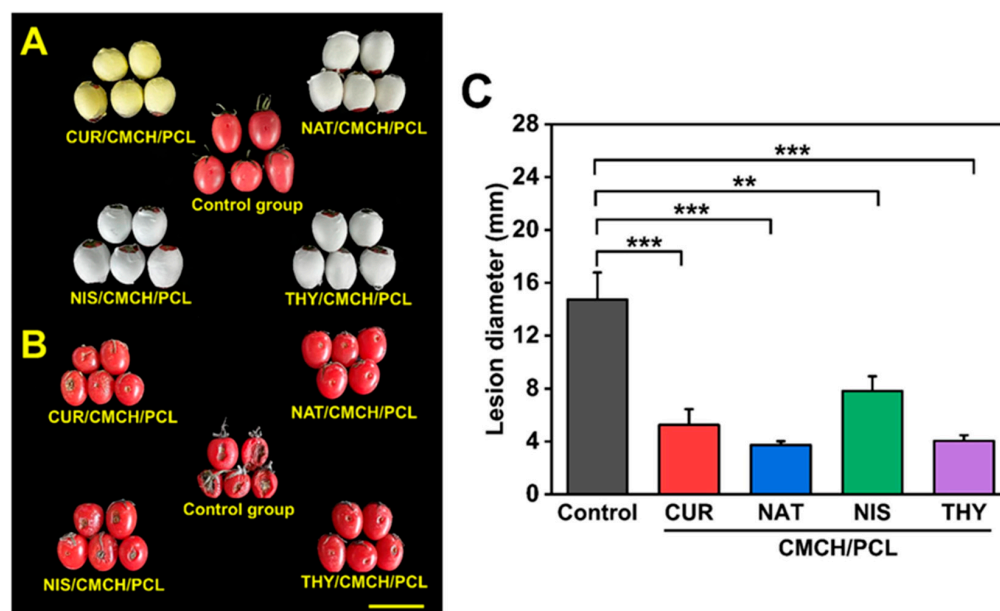 A
CUR/CMCH/PCL
NAT/CMCH/PCL
Control group
NIS/CMCH/PCL
THY/CMCH/PCL
B
CUR/CMCH/PCL
NAT/CMCH/PCL
Control group
NIS/CMCH/PCL
THY/CMCH/PCL
C
Lesion diameter (mm)
28
24
20
16
12
8
4
0
***
**
***
***
Control
CUR
NAT
NIS
THY
CMCH/PCL